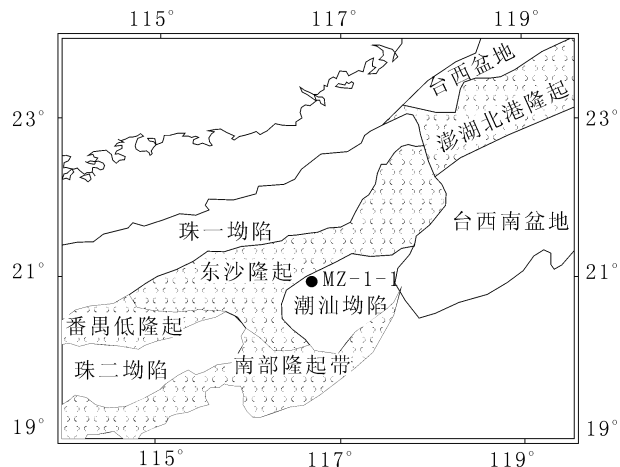 115° 117° 119°
台西盆地
23° 澎湖北港隆起 23°
珠一坳陷 台西南盆地
东沙隆起
21° MZ-1-1 21°
潮汕坳陷
番禺低隆起
珠二坳陷 南部隆起带
19° 19°
115° 117° 119°